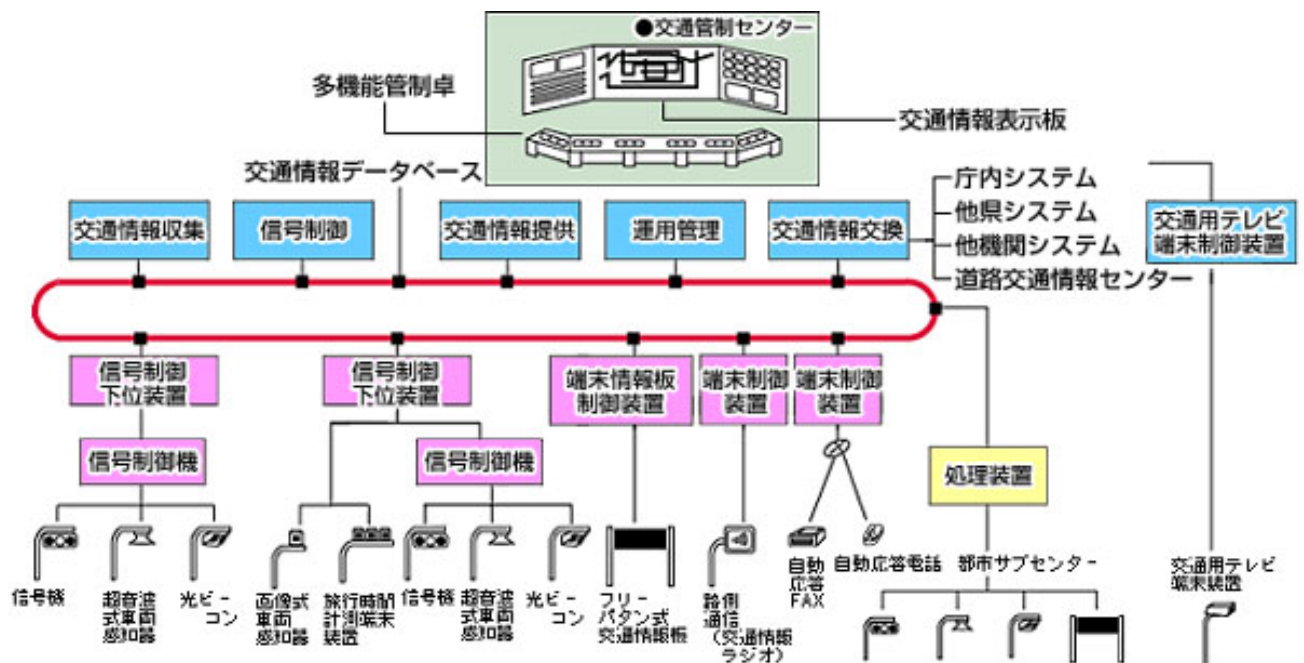 ●交通管制センター
多機能管制卓
交通情報表示板
交通情報データベース
庁内システム
他県システム
他機関システム
道路交通情報センター
交通情報収集
信号制御
交通情報提供
運用管理
交通情報交換
交通用テレビ
端末制御装置
信号制御
下位装置
信号制御
下位装置
端末情報板
制御装置
端末制御
装置
端末制御
装置
信号制御機
信号制御機
処理装置
信号機
超音波
式車両
感知器
光ビー
コン
画像式
車両
感知器
旅行時間
計測端末
装置
信号機
超音波
式車両
感知器
光ビー
コン
フリー
パタン式
交通情報板
路側
通信
(交通情報
ラジオ)
自動
応答
FAX
自動応答電話
都市サブセンター
交通用テレビ
端末装置